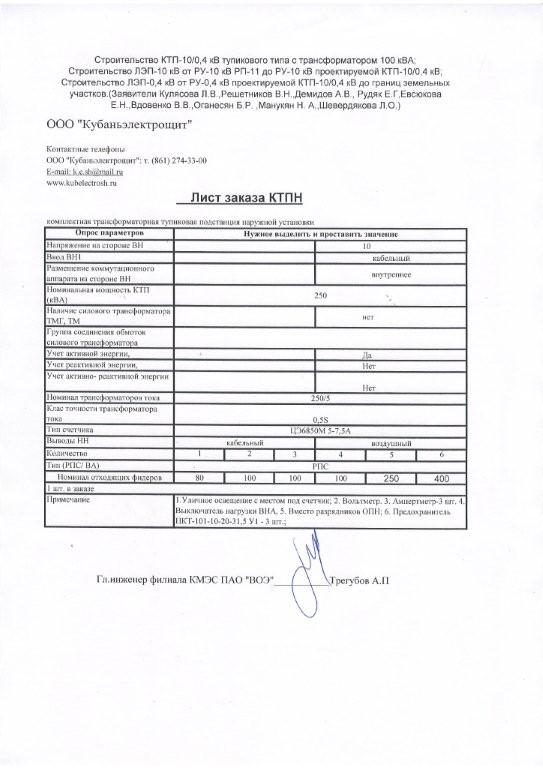 Строительство КТП-10/0,4 кВ тупикового типа с трансформатором 100 кВА;
Строительство ЛЭП-10 кВ от РУ-10 кВ РП-11 до РУ-10 кВ проектируемой КТП-10/0,4 кВ;
Строительство ЛЭП-0,4 кВ от РУ-0,4 кВ проектируемой КТП-10/0,4 кВ до границ земельных
участков.(Заявители Кулясова Л.В.,Решетников В.Н.,Демидов А.В., Рудяк Е.Г,Евсюкова
Е.Н.,Вдовенко В.В.,Оганесян Б.Р. ,Манукян Н. А.,Шевердякова Л.О.)
ООО "Кубаньэлектрощит"
Контактные телефоны
ООО "Кубаньэлектрощит": т. (861) 274-33-00
E-mail: k.e.sh@mail.ru
www.kubelectrosh.ru
Лист заказа КТПН
комплектная трансформаторная тупиковая подстанция наружной установки
Опрос параметров Нужное выделить и проставить значение
Напряжение на стороне ВН 10
Ввод ВН1 кабельный
Размещение коммутационного
аппарата на стороне ВН внутреннее
Номинальная мощность КТП
(кВА) 250
Наличие силового трансформатора
ТМГ, ТМ нет
Группа соединения обмоток
силового трансформатора
Учет активной энергии, Да
Учет реактивной энергии, Нет
Учет активно- реактивной энергии
Нет
Номинал трансформаторов тока 250/5
Клас точности трансформатора
тока 0,5S
Тип счетчика ЦЭ6850М 5-7,5А
Выводы НН кабельный воздушный
Количество 1 2 3 4 5 6
Тип (РПС/ ВА) РПС
Номинал отходящих фидеров 80 100 100 100 250 400
1 шт. в заказе
Примечание 1.Уличное освещение с местом под счетчик; 2. Вольтметр. 3. Амперметр-3 шт. 4.
Выключатель нагрузки ВНА, 5. Вместо разрядников ОПН; 6. Предохранитель
ПКТ-101-10-20-31,5 У1 - 3 шт.;
Гл.инженер филиала КМЭС ПАО "ВОЭ" Трегубов А.П